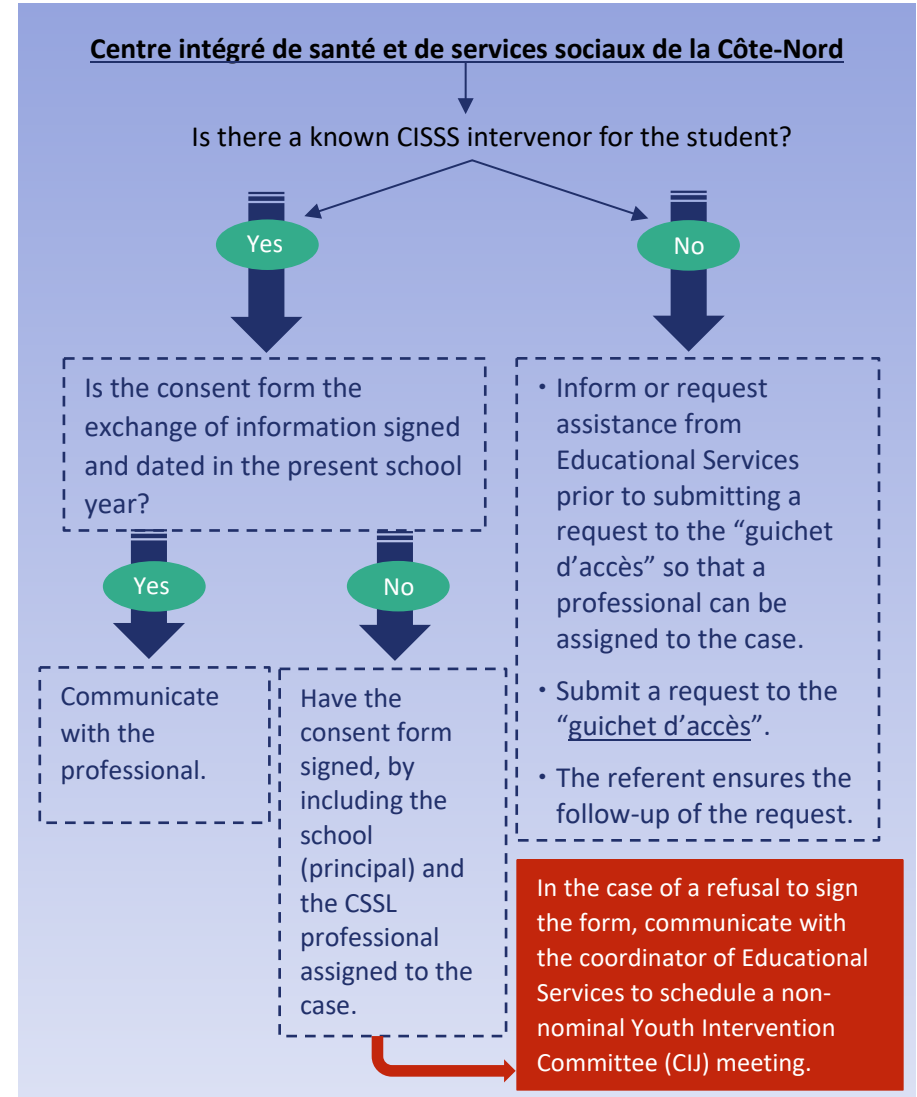 Centre intégré de santé et de services sociaux de la Côte-Nord
Is there a known CISSS intervenor for the student?
Yes
No
Is the consent form the
exchange of information signed
and dated in the present school
year?
Yes
No
Communicate
with the
professional.
Have the
consent form
signed, by
including the
school
(principal) and
the CSSL
professional
assigned to the
case.
• Inform or request
assistance from
Educational Services
prior to submitting a
request to the “guichet
d’accès” so that a
professional can be
assigned to the case.
• Submit a request to the
“guichet d’accès”.
• The referent ensures the
follow-up of the request.
In the case of a refusal to sign
the form, communicate with
the coordinator of Educational
Services to schedule a non-
nominal Youth Intervention
Committee (CIJ) meeting.